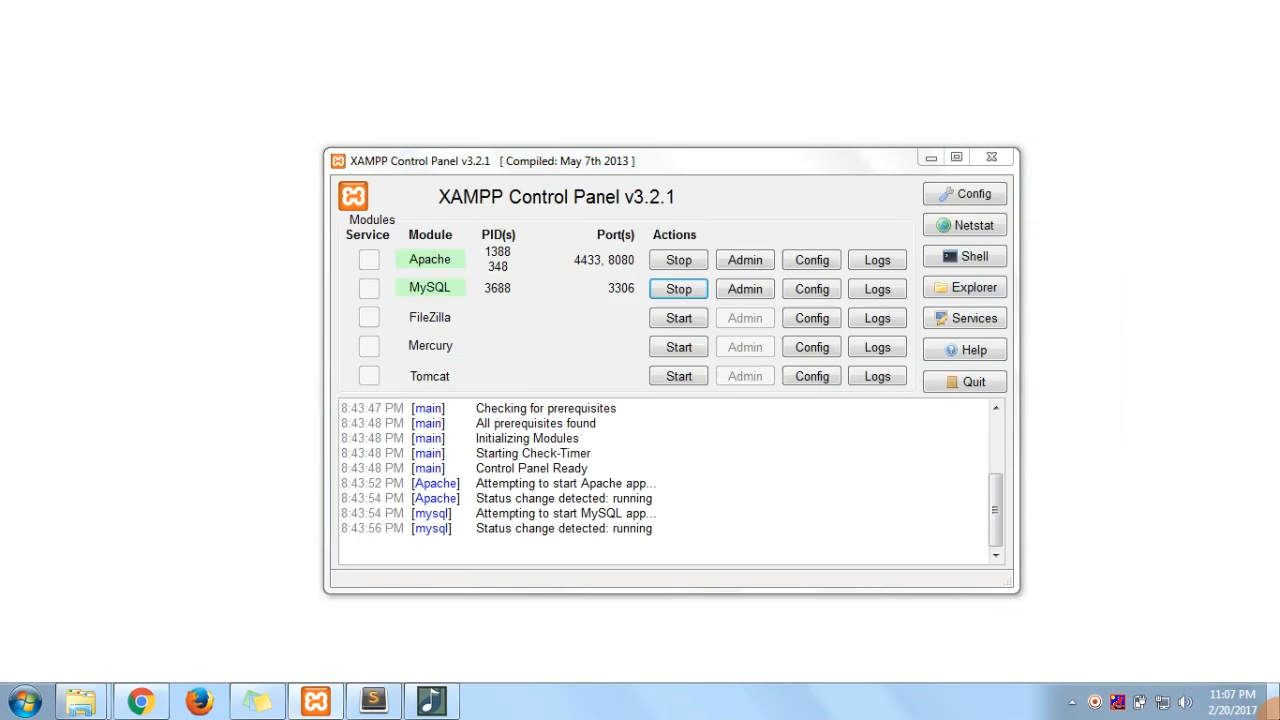 XAMPP Control Panel v3.2.1 [ Compiled: May 7th 2013 ]
XAMPP Control Panel v3.2.1
Config
Modules
Service Module PID(s) Port(s) Actions
Netstat
Apache 1388 348 4433, 8080 Stop Admin Config Logs
Shell
MySQL 3688 3306 Stop Admin Config Logs
Explorer
FileZilla Start Admin Config Logs
Services
Mercury Start Admin Config Logs
Help
Tomcat Start Admin Config Logs
Quit
8:43:47 PM [main] Checking for prerequisites
8:43:48 PM [main] All prerequisites found
8:43:48 PM [main] Initializing Modules
8:43:48 PM [main] Starting Check-Timer
8:43:48 PM [main] Control Panel Ready
8:43:52 PM [Apache] Attempting to start Apache app...
8:43:54 PM [Apache] Status change detected: running
8:43:54 PM [mysql] Attempting to start MySQL app...
8:43:56 PM [mysql] Status change detected: running
11:07 PM
2/20/2017